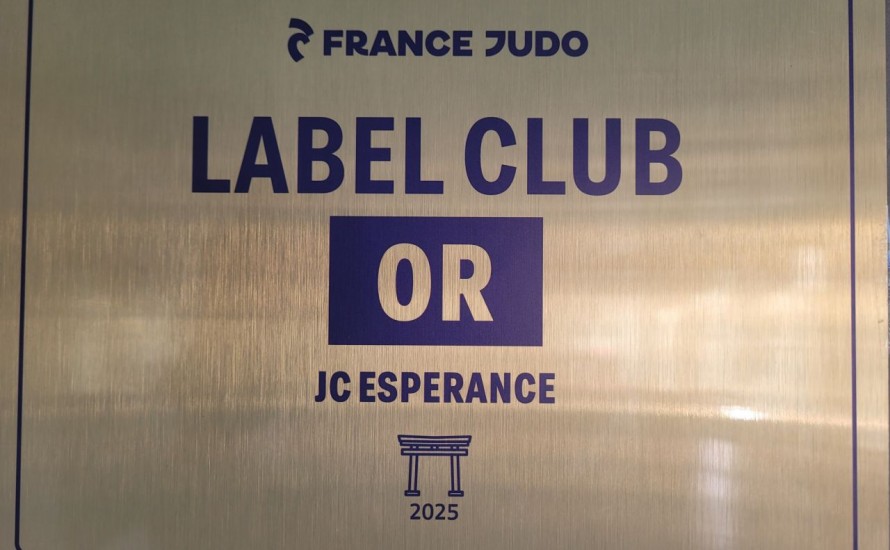 FRANCE JUDO
LABEL CLUB
OR
JC ESPERANCE
2025